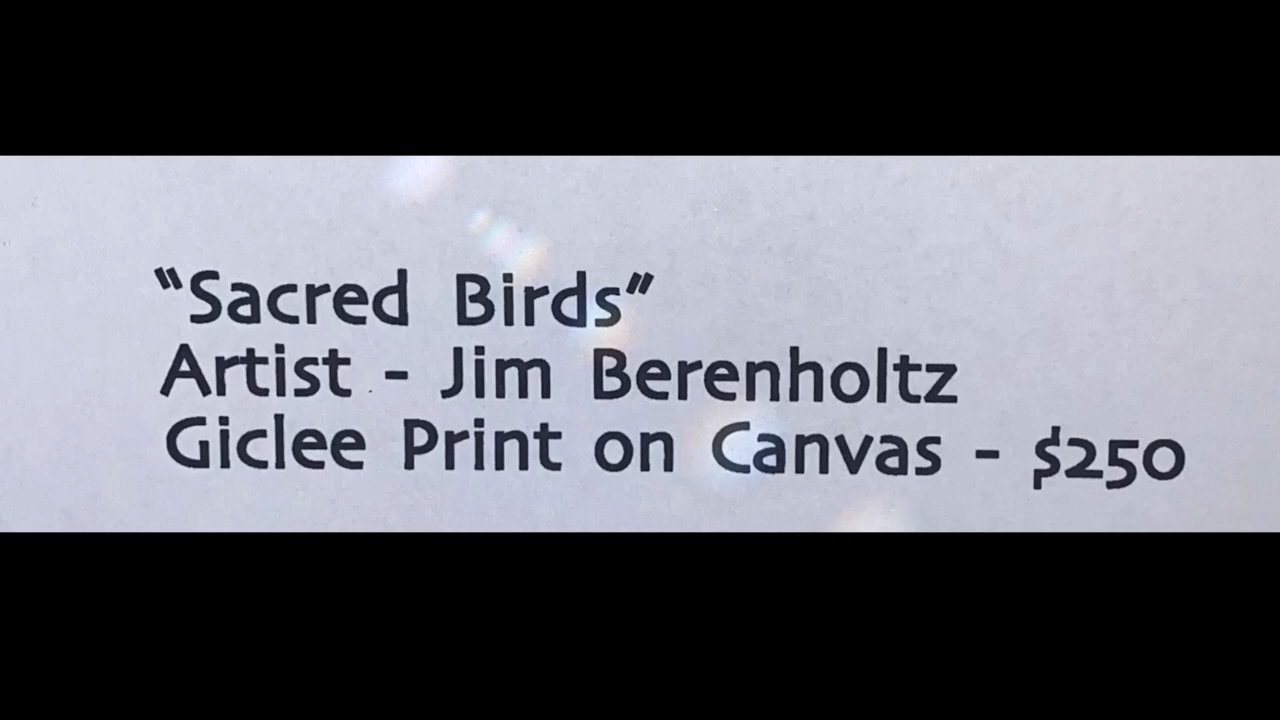 "Sacred Birds"
Artist - Jim Berenholtz
Giclee Print on Canvas - $250